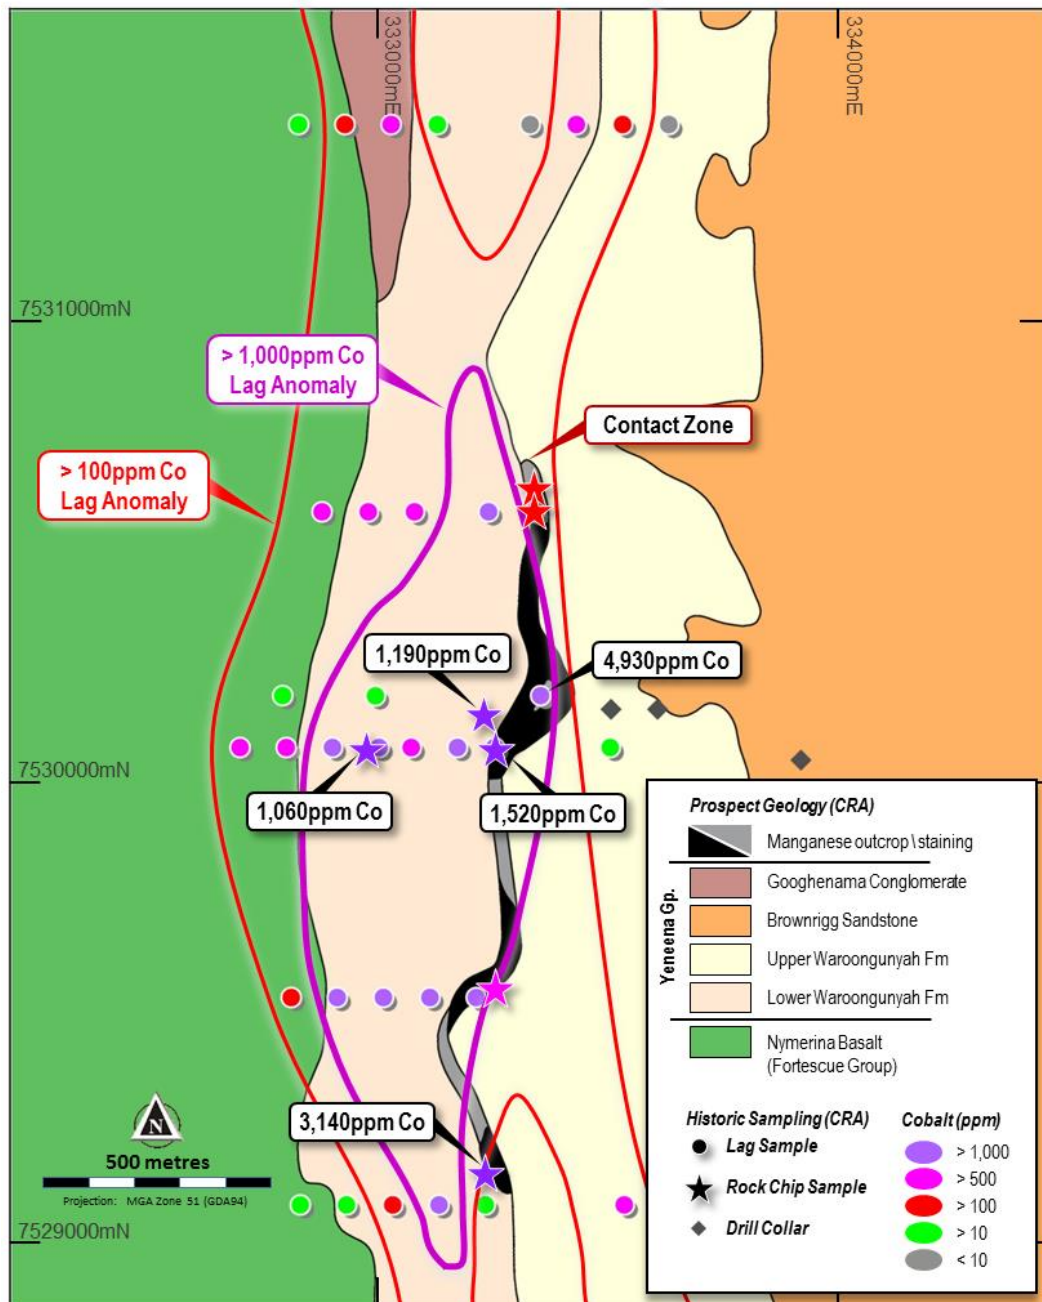 333000mE
334000mE
7531000mN
> 1,000ppm Co
Lag Anomaly
Contact Zone
> 100ppm Co
Lag Anomaly
1,190ppm Co
4,930ppm Co
7530000mN
1,060ppm Co
1,520ppm Co
3,140ppm Co
N
500 metres
Projection: MGA Zone 51 (GDA94)
7529000mN
Prospect Geology (CRA)
Manganese outcrop \ staining
Yeneena Gp.
Googhenama Conglomerate
Brownrigg Sandstone
Upper Waroongunyah Fm
Lower Waroongunyah Fm
Nymerina Basalt
(Fortescue Group)
Historic Sampling (CRA)
Lag Sample
Rock Chip Sample
Drill Collar
Cobalt (ppm)
> 1,000
> 500
> 100
> 10
< 10